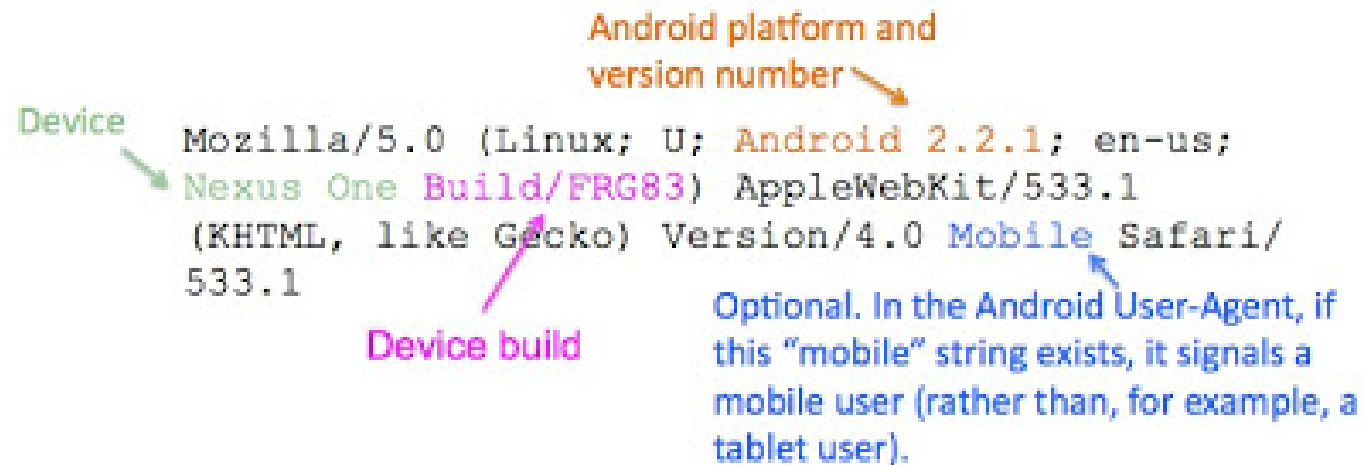 Android platform and
version number
Device
Mozilla/5.0 (Linux; U; Android 2.2.1; en-us;
Nexus One Build/FRG83) AppleWebKit/533.1
(KHTML, like Gecko) Version/4.0 Mobile Safari/
533.1
Device build
Optional. In the Android User-Agent, if
this “mobile” string exists, it signals a
mobile user (rather than, for example, a
tablet user).